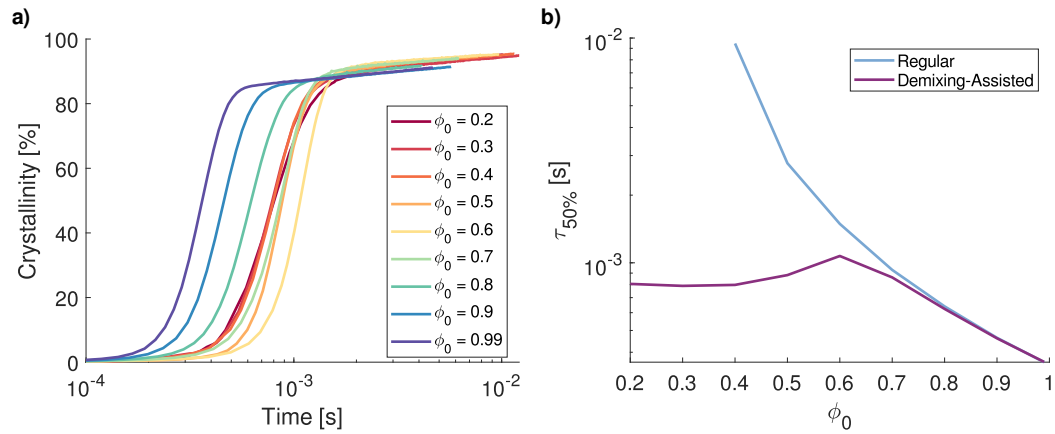 a)
Crystallinity [%]
100
80
60
40
20
0
10⁻⁴
10⁻³
10⁻²
Time [s]
ϕ₀ = 0.2
ϕ₀ = 0.3
ϕ₀ = 0.4
ϕ₀ = 0.5
ϕ₀ = 0.6
ϕ₀ = 0.7
ϕ₀ = 0.8
ϕ₀ = 0.9
ϕ₀ = 0.99
b)
τ₅₀% [s]
10⁻²
10⁻³
Regular
Demixing-Assisted
0.2 0.3 0.4 0.5 0.6 0.7 0.8 0.9 1
ϕ₀